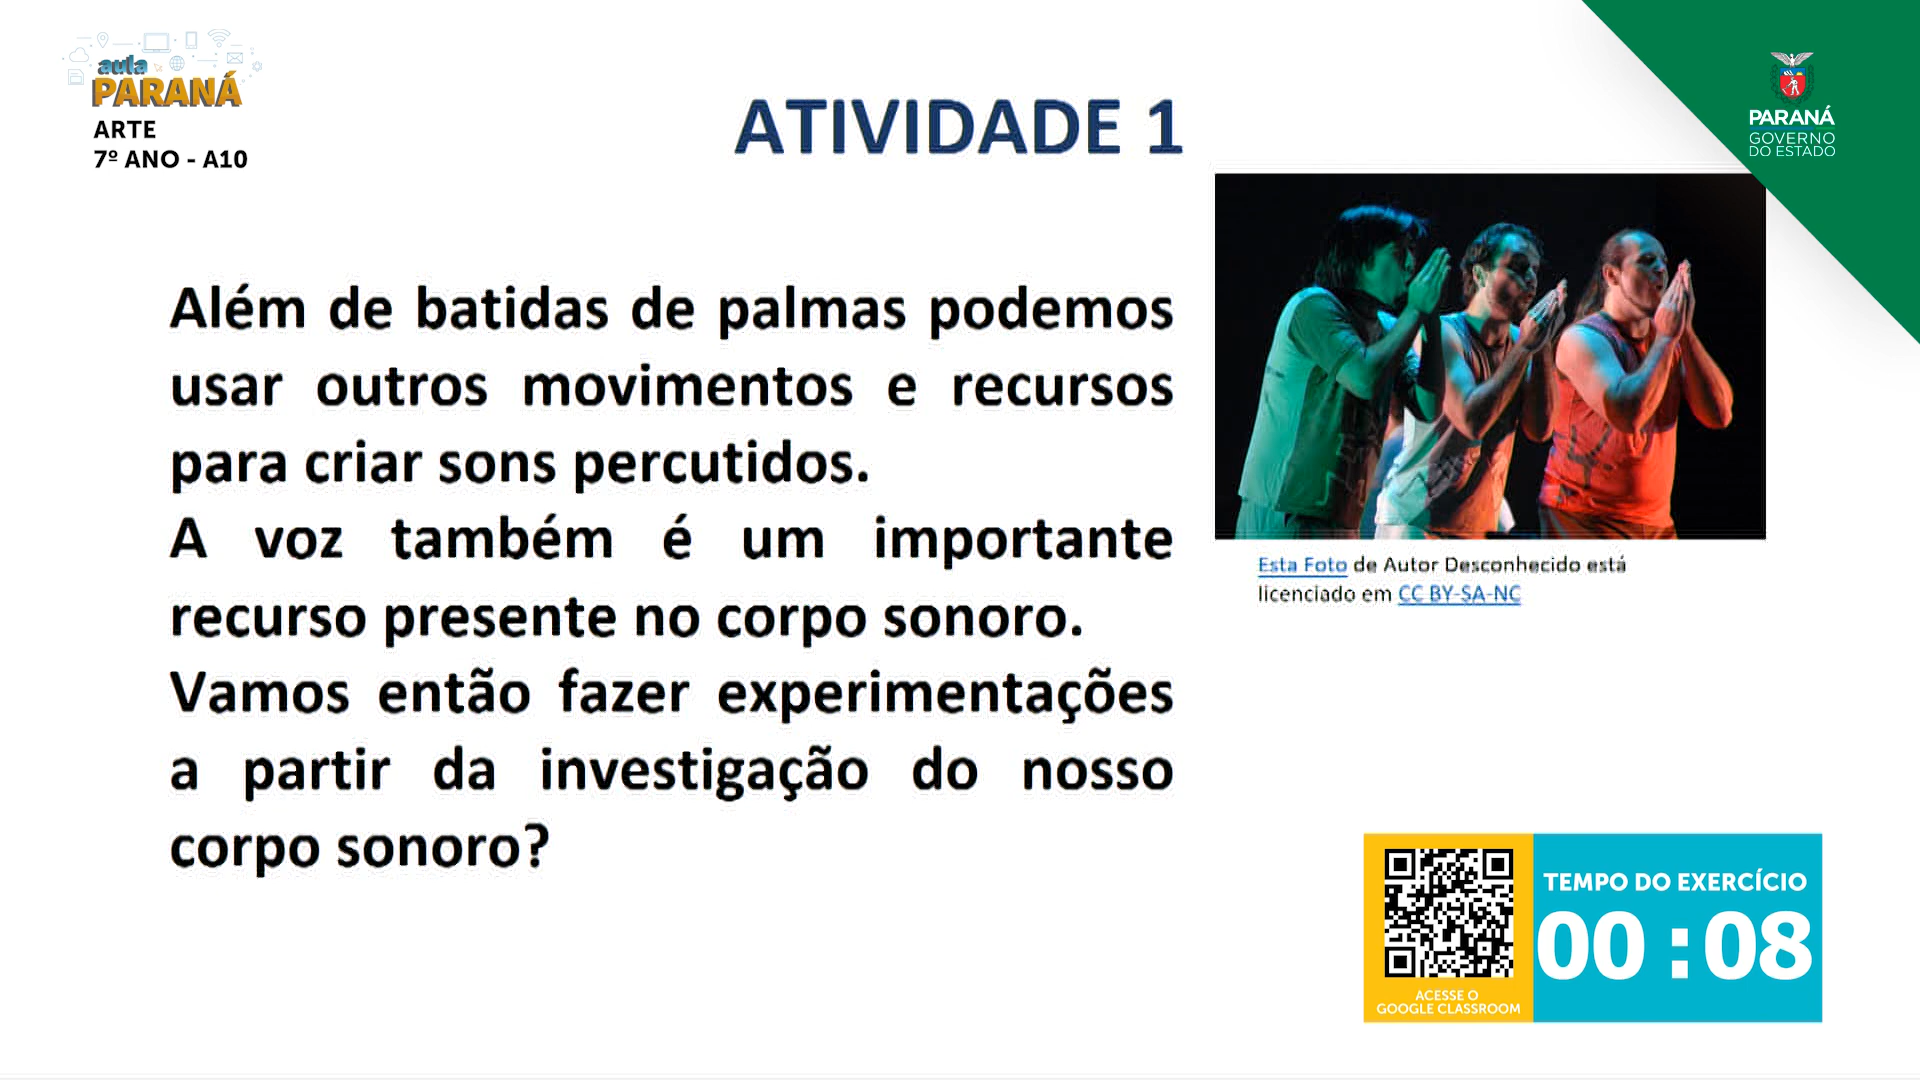 aula
PARANÁ
ARTE
7º ANO - A10
ATIVIDADE 1
PARANÁ
GOVERNO
DO ESTADO
Além de batidas de palmas podemos
usar outros movimentos e recursos
para criar sons percutidos.
A voz também é um importante
recurso presente no corpo sonoro.
Vamos então fazer experimentações
a partir da investigação do nosso
corpo sonoro?
Esta Foto de Autor Desconhecido está
licenciado em CC BY-SA-NC
TEMPO DO EXERCÍCIO
00:08
ACESSE O
GOOGLE CLASSROOM